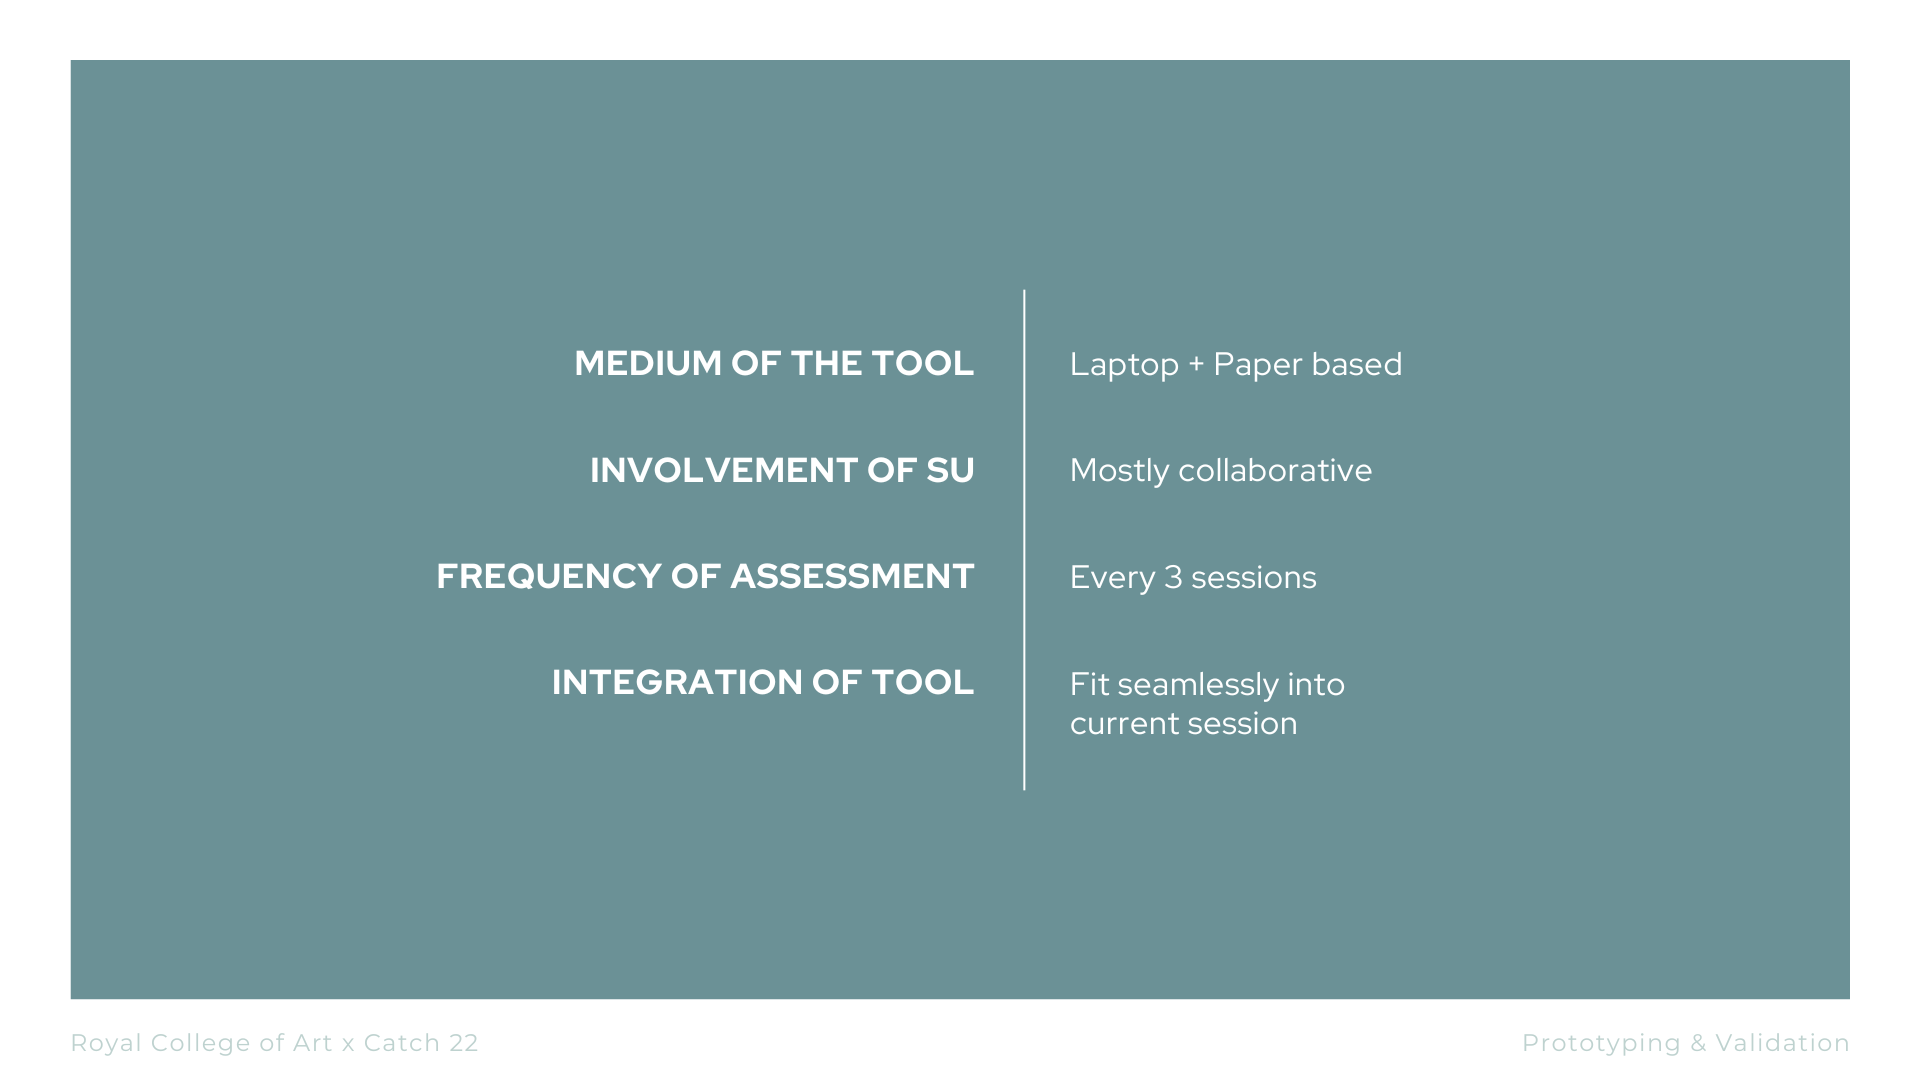 MEDIUM OF THE TOOL
Laptop + Paper based
INVOLVEMENT OF SU
Mostly collaborative
FREQUENCY OF ASSESSMENT
Every 3 sessions
INTEGRATION OF TOOL
Fit seamlessly into
current session
Royal College of Art x Catch 22
Prototyping & Validation